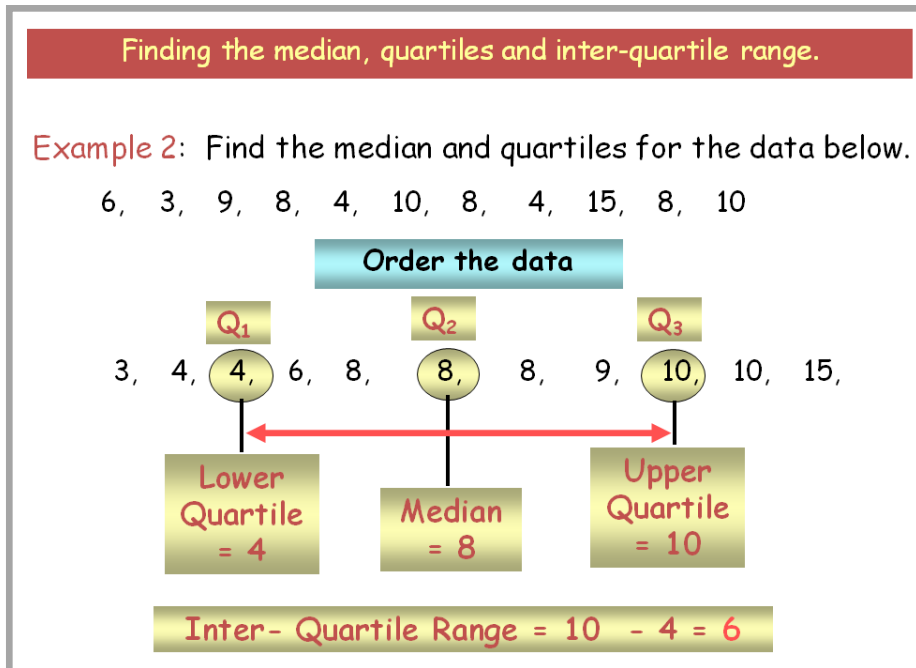 Finding the median, quartiles and inter-quartile range.
Example 2: Find the median and quartiles for the data below.
6, 3, 9, 8, 4, 10, 8, 4, 15, 8, 10
Order the data
Q₁ Q₂ Q₃
3, 4, 4, 6, 8, 8, 8, 9, 10, 10, 15,
Lower
Quartile
= 4
Median
= 8
Upper
Quartile
= 10
Inter- Quartile Range = 10 - 4 = 6